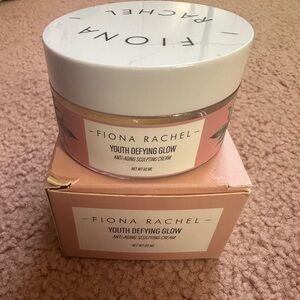 FIONA
RACHEL
-FIONA RACHEL-
YOUTH DEFYING GLOW
ANTI-AGING SCULPTING CREAM
-FIONA RACHEL-
YOUTH DEFYING GLOW
ANTI-AGING SCULPTING CREAM